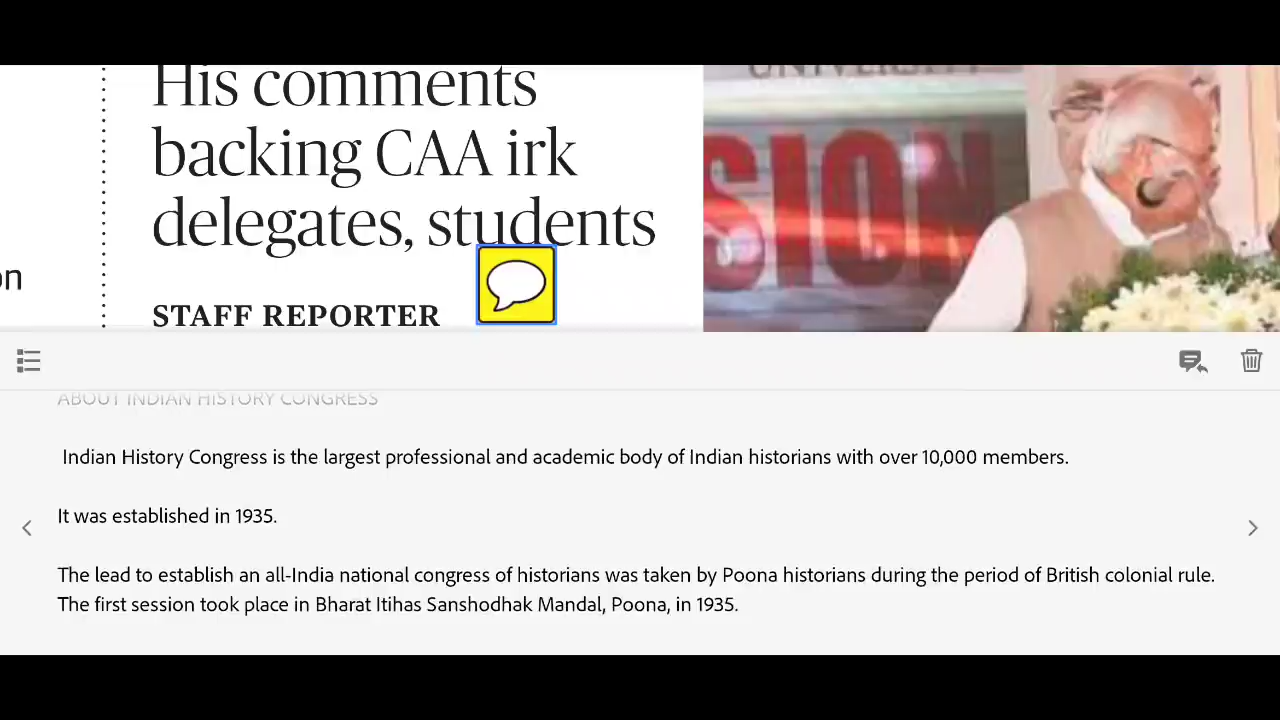 His comments
backing CAA irk
delegates, students
on
STAFF REPORTER
UNIVERSITY
SION
ABOUT INDIAN HISTORY CONGRESS
Indian History Congress is the largest professional and academic body of Indian historians with over 10,000 members.
It was established in 1935.
The lead to establish an all-India national congress of historians was taken by Poona historians during the period of British colonial rule.
The first session took place in Bharat Itihas Sanshodhak Mandal, Poona, in 1935.